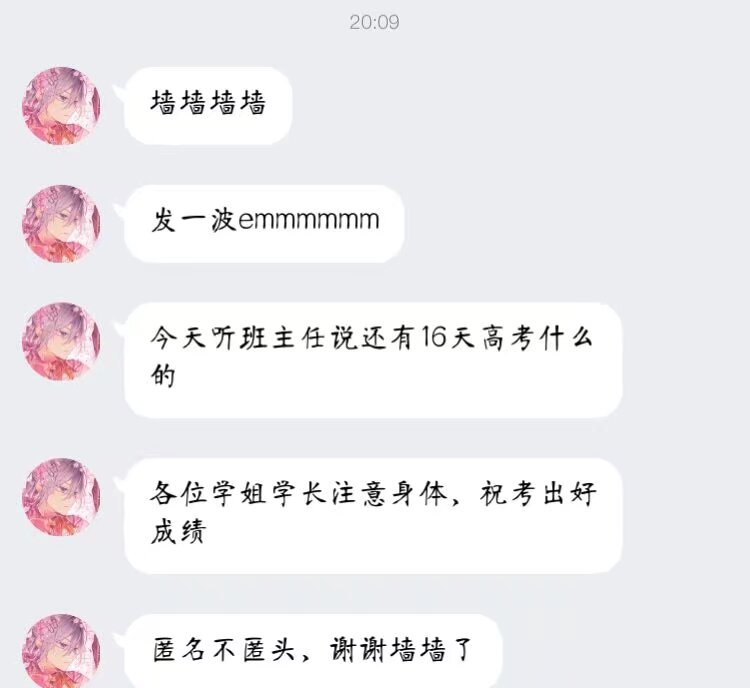 20:09
墙墙墙墙
发一波emmmmmm
今天听班主任说还有16天高考什么
的
各位学姐学长注意身体，祝考出好
成绩
匿名不匿头，谢谢墙墙了